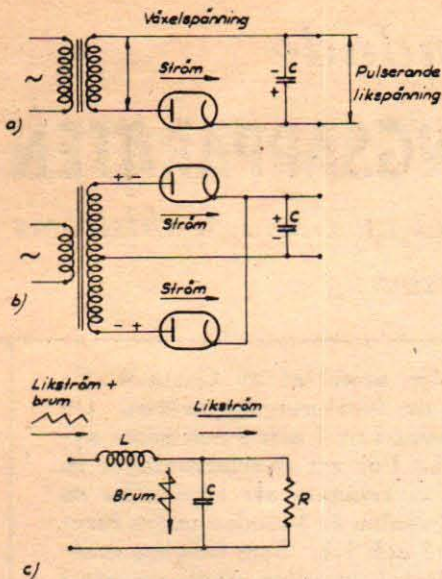 Växelspänning
Ström
- C
+
Pulserande
likspänning
~
a)
+ -
Ström
+ C
-
~
Ström
b)
- +
Likström +
brum
Likström
L
Brum
C
R
c)